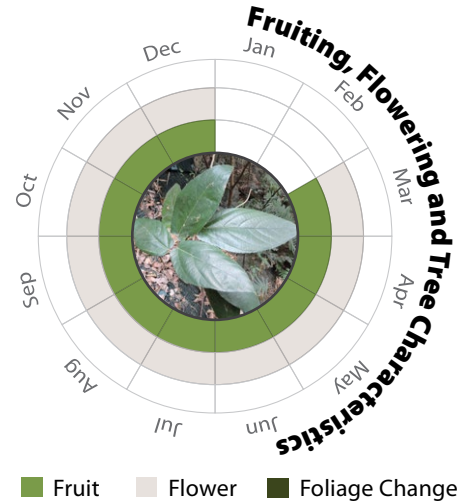 Fruiting, Flowering and Tree Characteristics
Jan
Feb
Mar
Apr
May
Jun
Jul
Aug
Sep
Oct
Nov
Dec
Fruit
Flower
Foliage Change